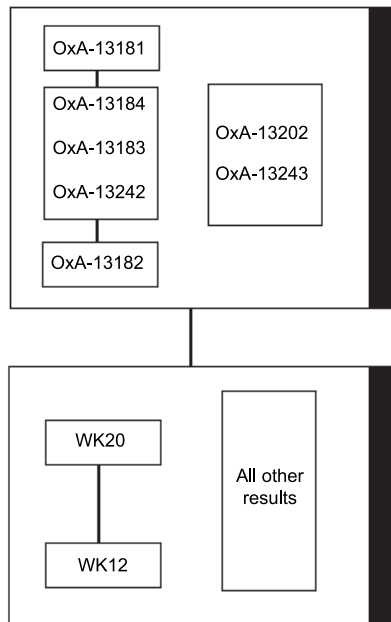 OxA-13181
OxA-13184
OxA-13183
OxA-13242
OxA-13182
OxA-13202
OxA-13243
WK20
WK12
All other
results